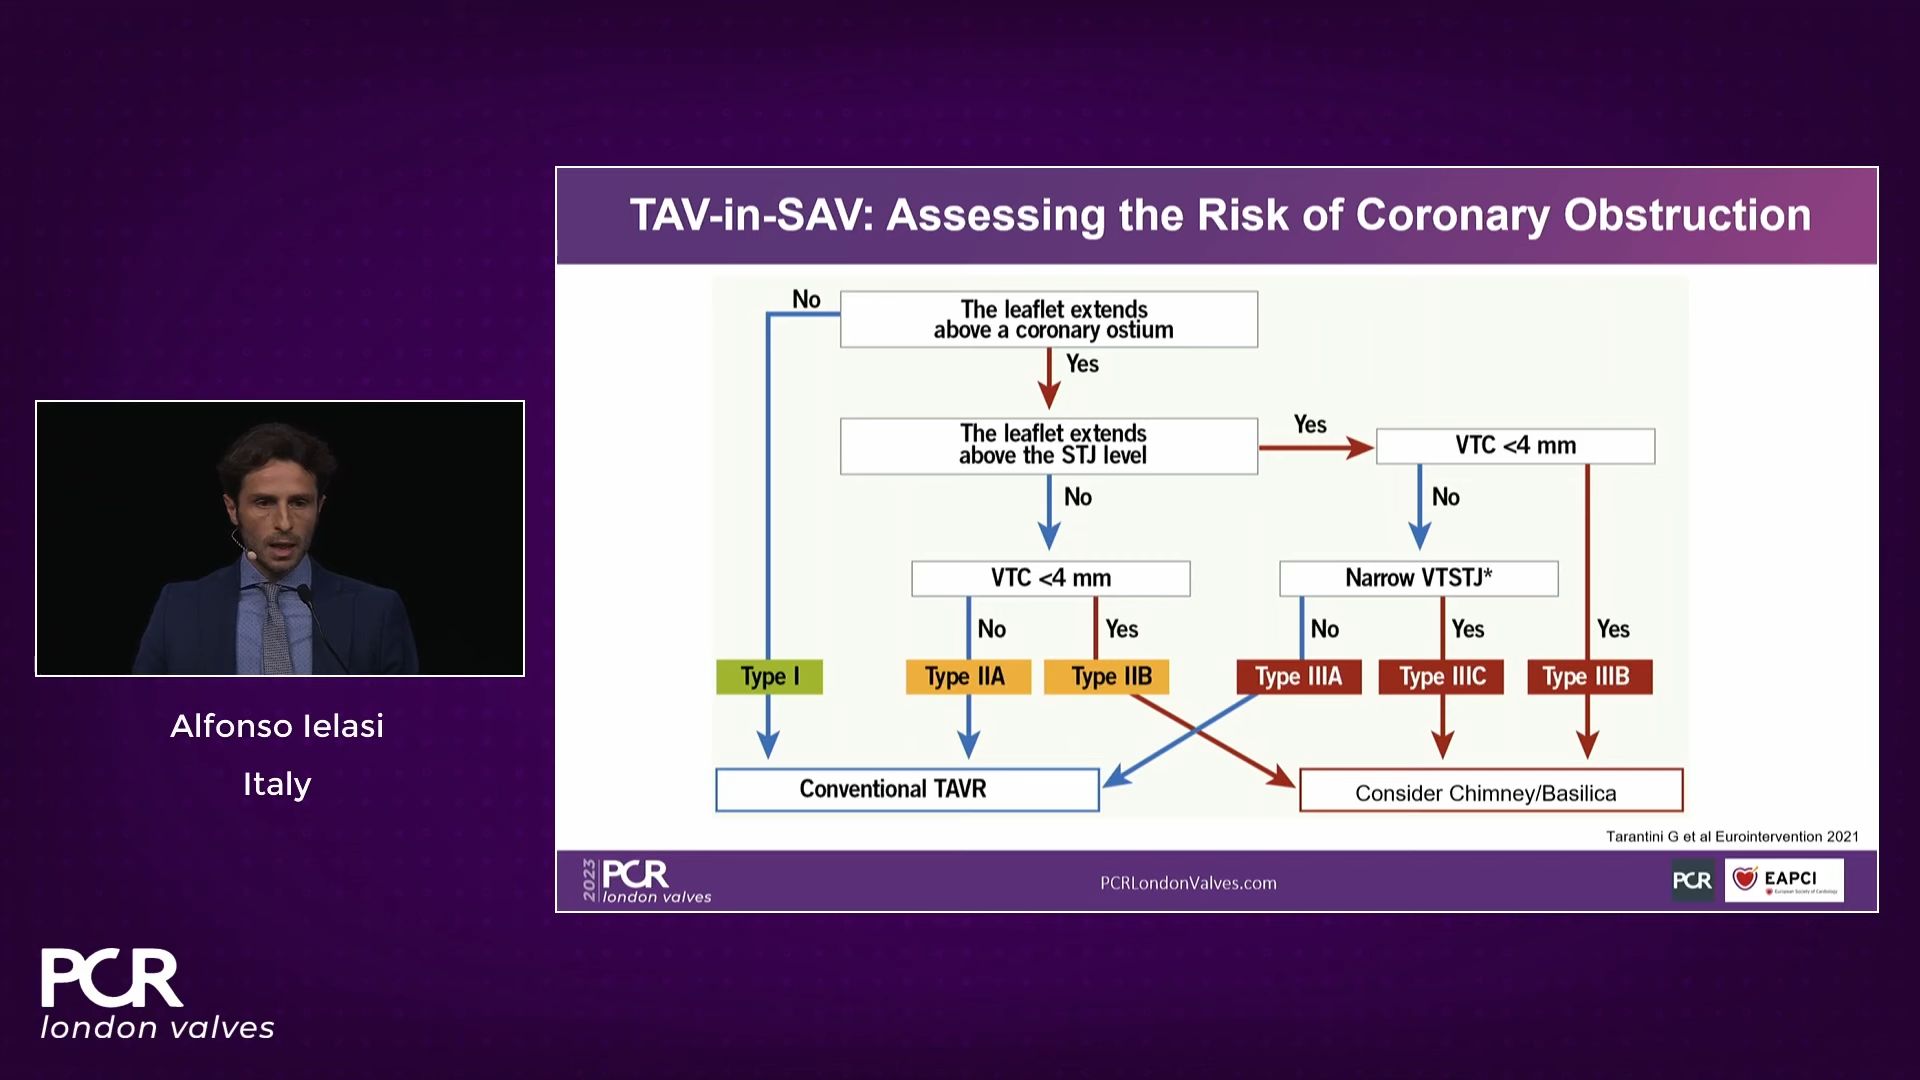 TAV-in-SAV: Assessing the Risk of Coronary Obstruction
No
The leaflet extends
above a coronary ostium
Yes
The leaflet extends
above the STJ level
Yes
VTC <4 mm
No
No
VTC <4 mm
Narrow VTSTJ*
No
Yes
No
Yes
Yes
Type I
Type IIA
Type IIB
Type IIIA
Type IIIC
Type IIIB
Conventional TAVR
Consider Chimney/Basilica
Tarantini G et al Eurointervention 2021
2023
PCR
london valves
PCRLondonValves.com
PCR
EAPCI
Alfonso Ielasi
Italy
PCR
london valves